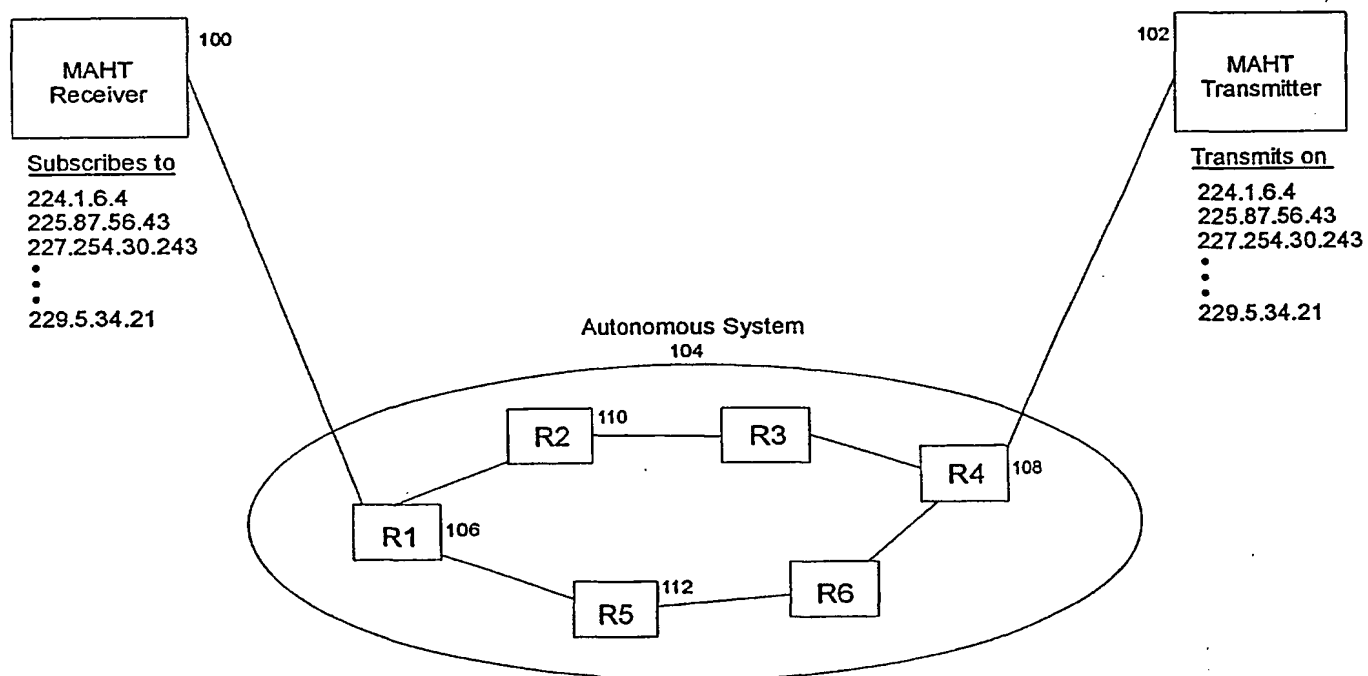 100
MAHT
Receiver
Subscribes to
224.1.6.4
225.87.56.43
227.254.30.243
229.5.34.21
102
MAHT
Transmitter
Transmits on
224.1.6.4
225.87.56.43
227.254.30.243
229.5.34.21
Autonomous System
104
R2
110
R3
R4
108
R1
106
R5
112
R6